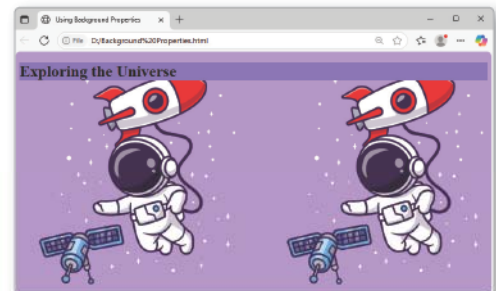 Using Background Properties
File D:/Background%20Properties.html
Exploring the Universe